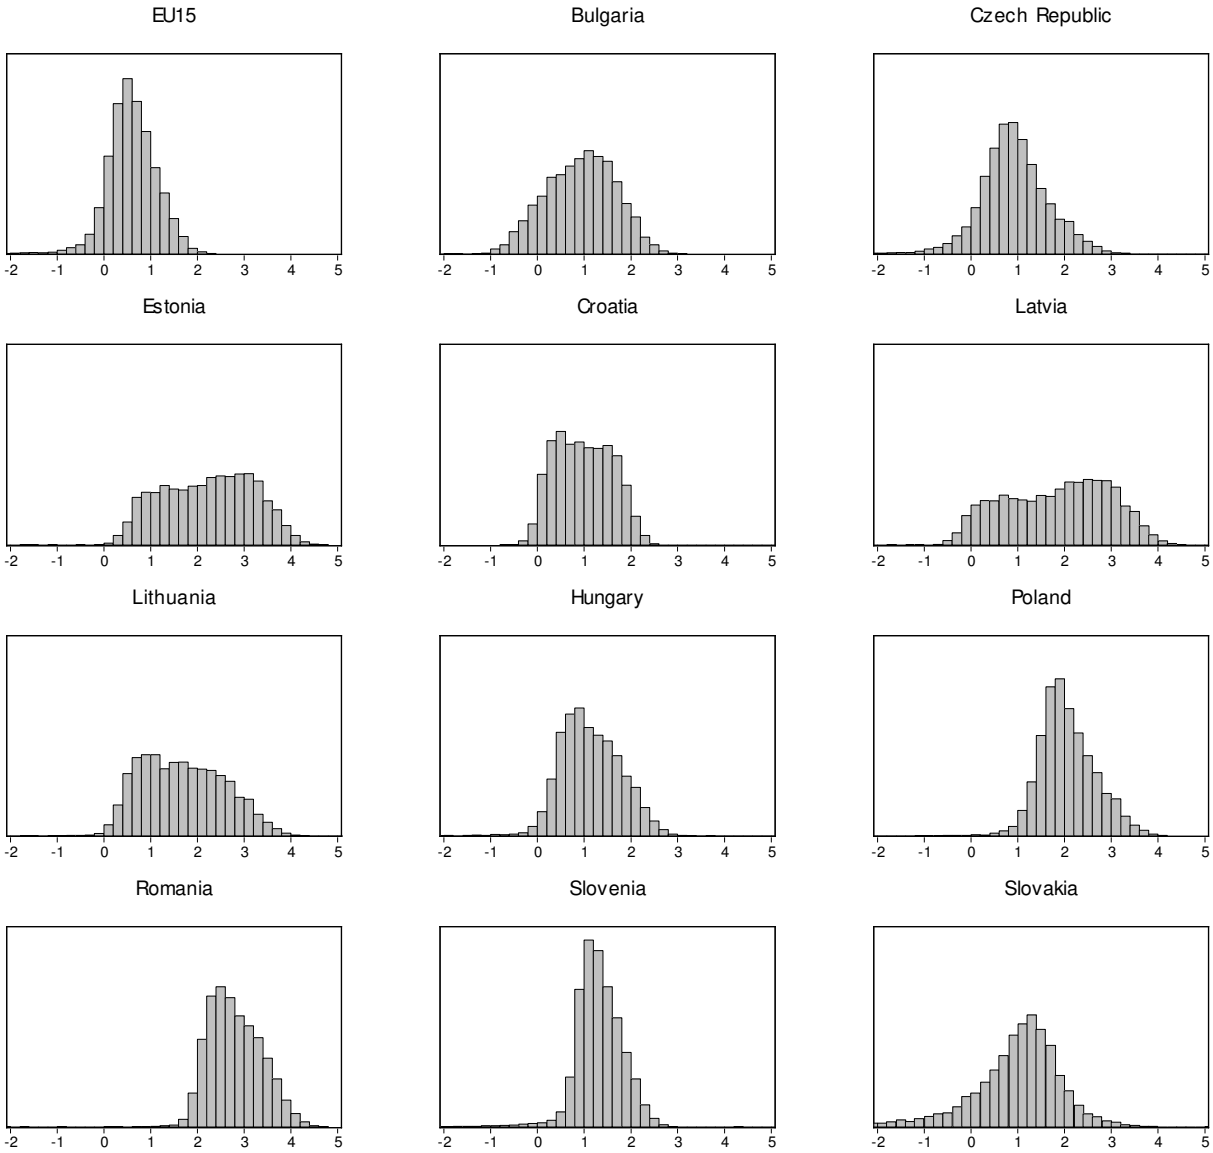 EU15 Bulgaria Czech Republic
-2 -1 0 1 2 3 4 5 -2 -1 0 1 2 3 4 5 -2 -1 0 1 2 3 4 5
Estonia Croatia Latvia
-2 -1 0 1 2 3 4 5 -2 -1 0 1 2 3 4 5 -2 -1 0 1 2 3 4 5
Lithuania Hungary Poland
-2 -1 0 1 2 3 4 5 -2 -1 0 1 2 3 4 5 -2 -1 0 1 2 3 4 5
Romania Slovenia Slovakia
-2 -1 0 1 2 3 4 5 -2 -1 0 1 2 3 4 5 -2 -1 0 1 2 3 4 5